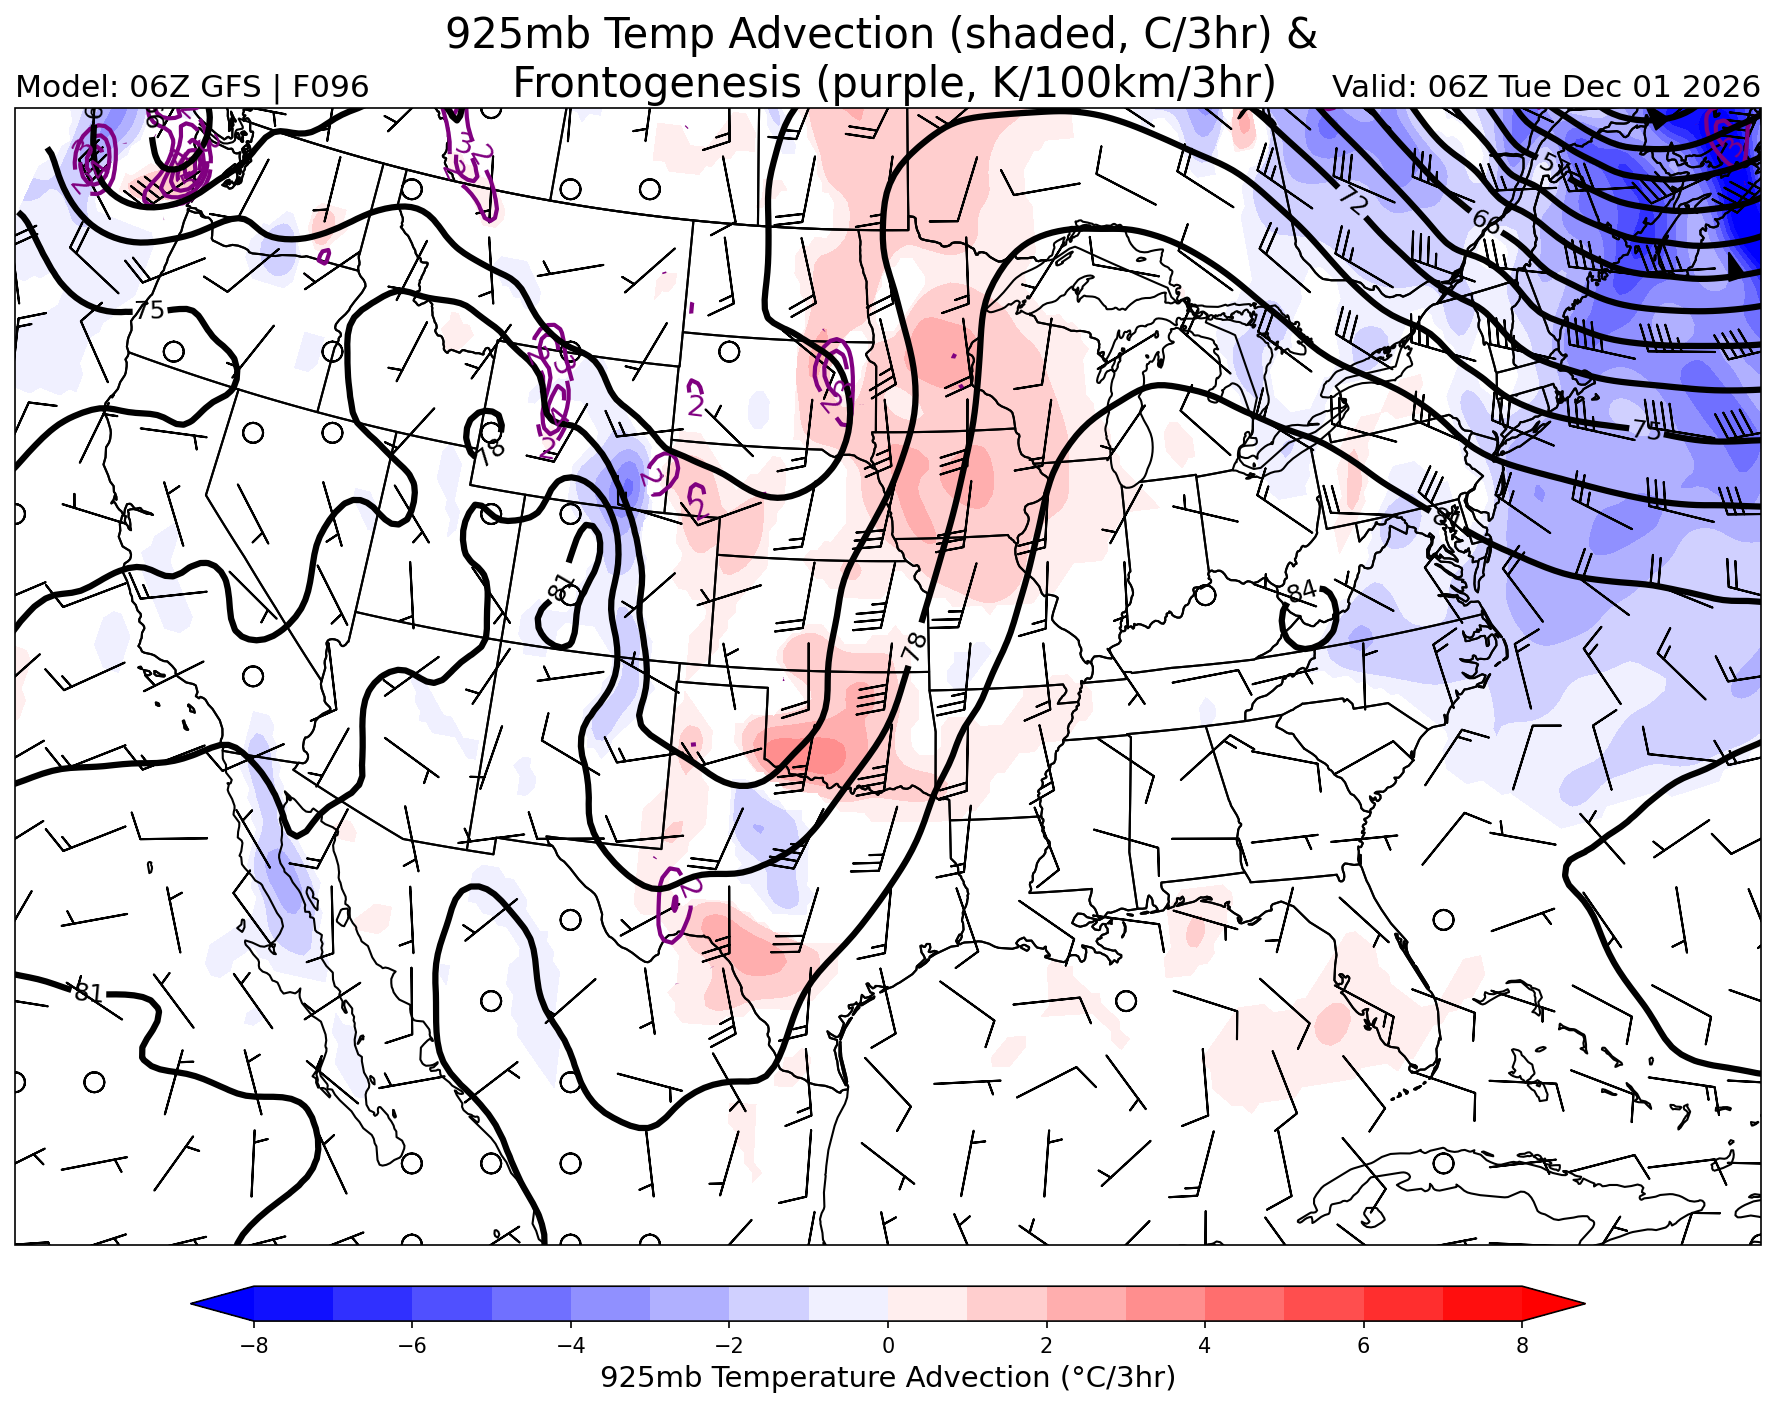 925mb Temp Advection (shaded, C/3hr) &
Frontogenesis (purple, K/100km/3hr)
Model: 06Z GFS | F096
Valid: 06Z Tue Dec 01 2026
72
66
75
2
78
2
2
2
81
84
78
75
2
81
−8 −6 −4 −2 0 2 4 6 8
925mb Temperature Advection (°C/3hr)